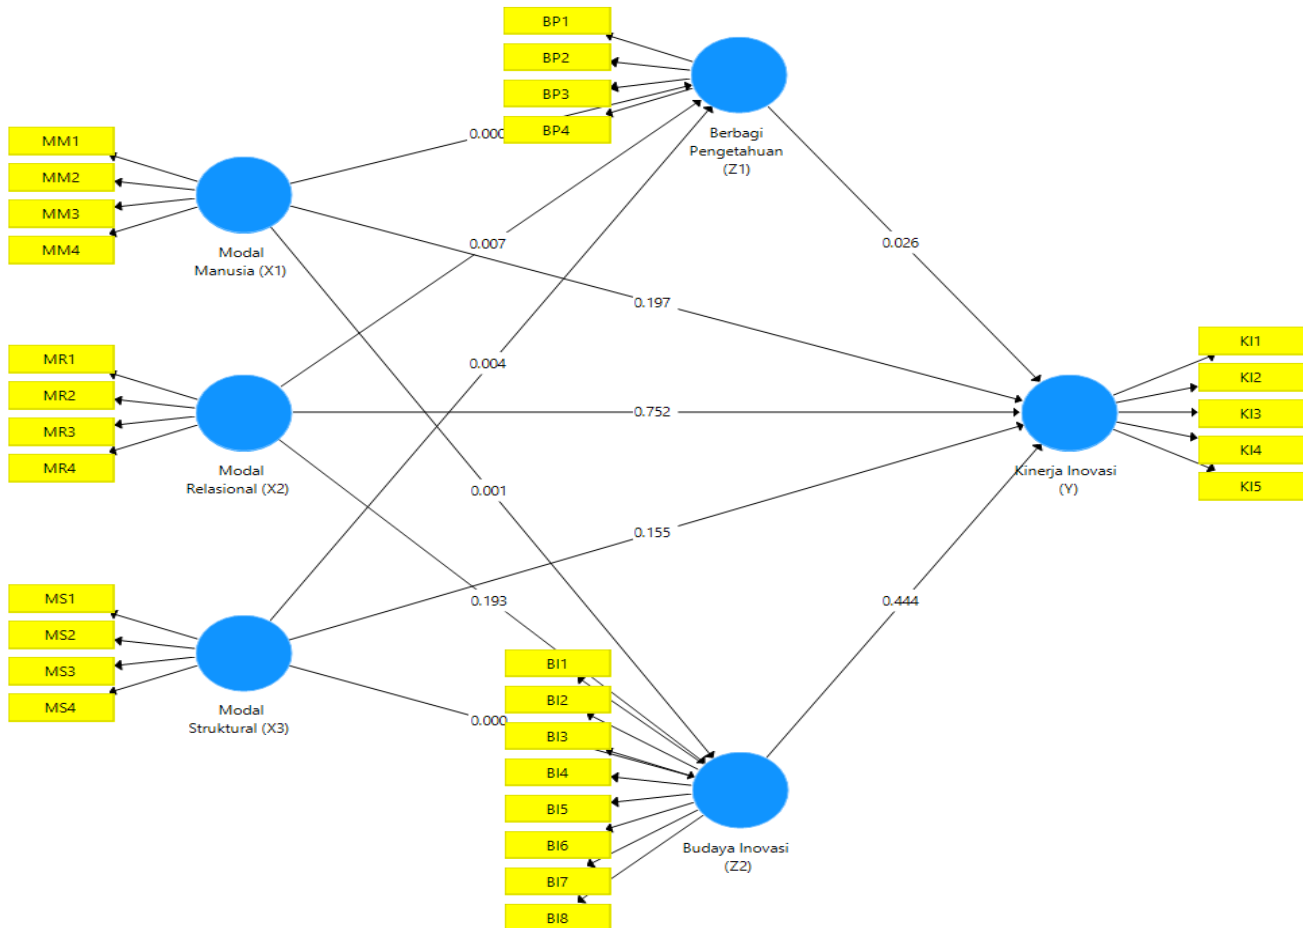 BP1
BP2
BP3
BP4
Berbagi
Pengetahuan
(Z1)
0.000
MM1
MM2
MM3
MM4
Modal
Manusia (X1)
0.007
0.026
0.197
MR1
MR2
MR3
MR4
Modal
Relasional (X2)
0.004
0.752
KI1
KI2
KI3
KI4
KI5
Kinerja Inovasi
(Y)
0.001
0.155
MS1
MS2
MS3
MS4
Modal
Struktural (X3)
0.193
0.444
0.000
BI1
BI2
BI3
BI4
BI5
BI6
BI7
BI8
Budaya Inovasi
(Z2)